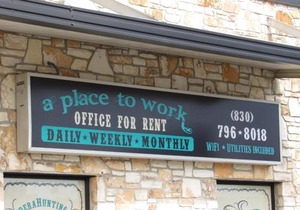 a place to work
OFFICE FOR RENT
DAILY★WEEKLY★MONTHLY
(830)
796★8018
WiFi★UTILITIES INCLUDED